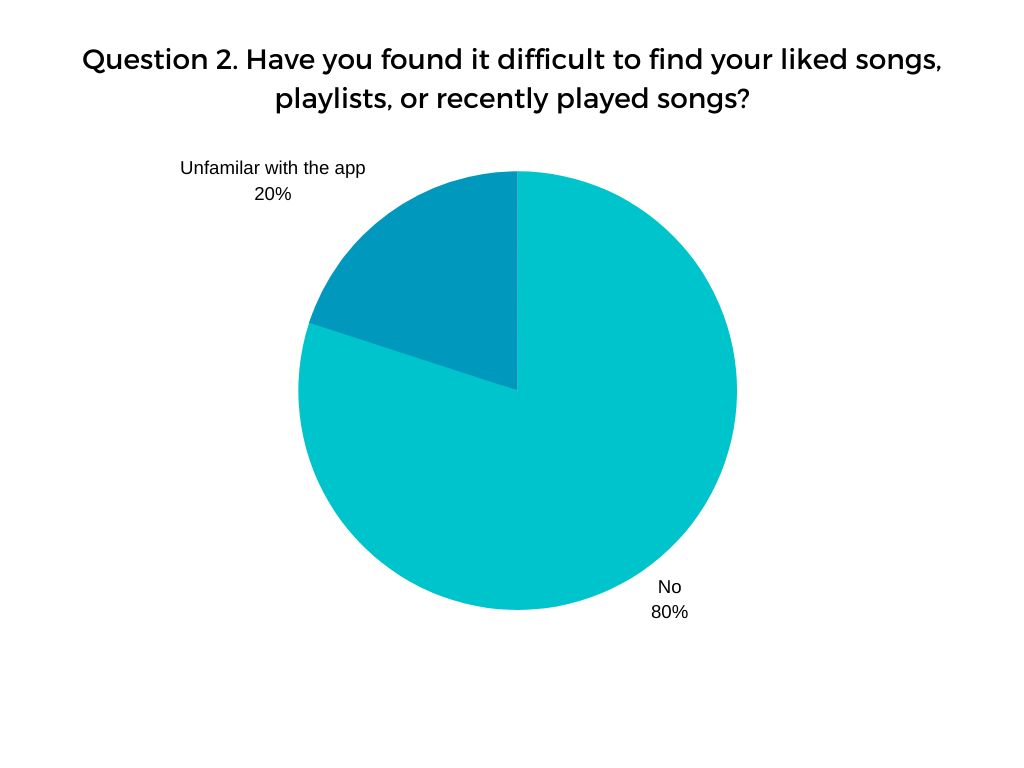 Question 2. Have you found it difficult to find your liked songs,
playlists, or recently played songs?
Unfamilar with the app
20%
No
80%